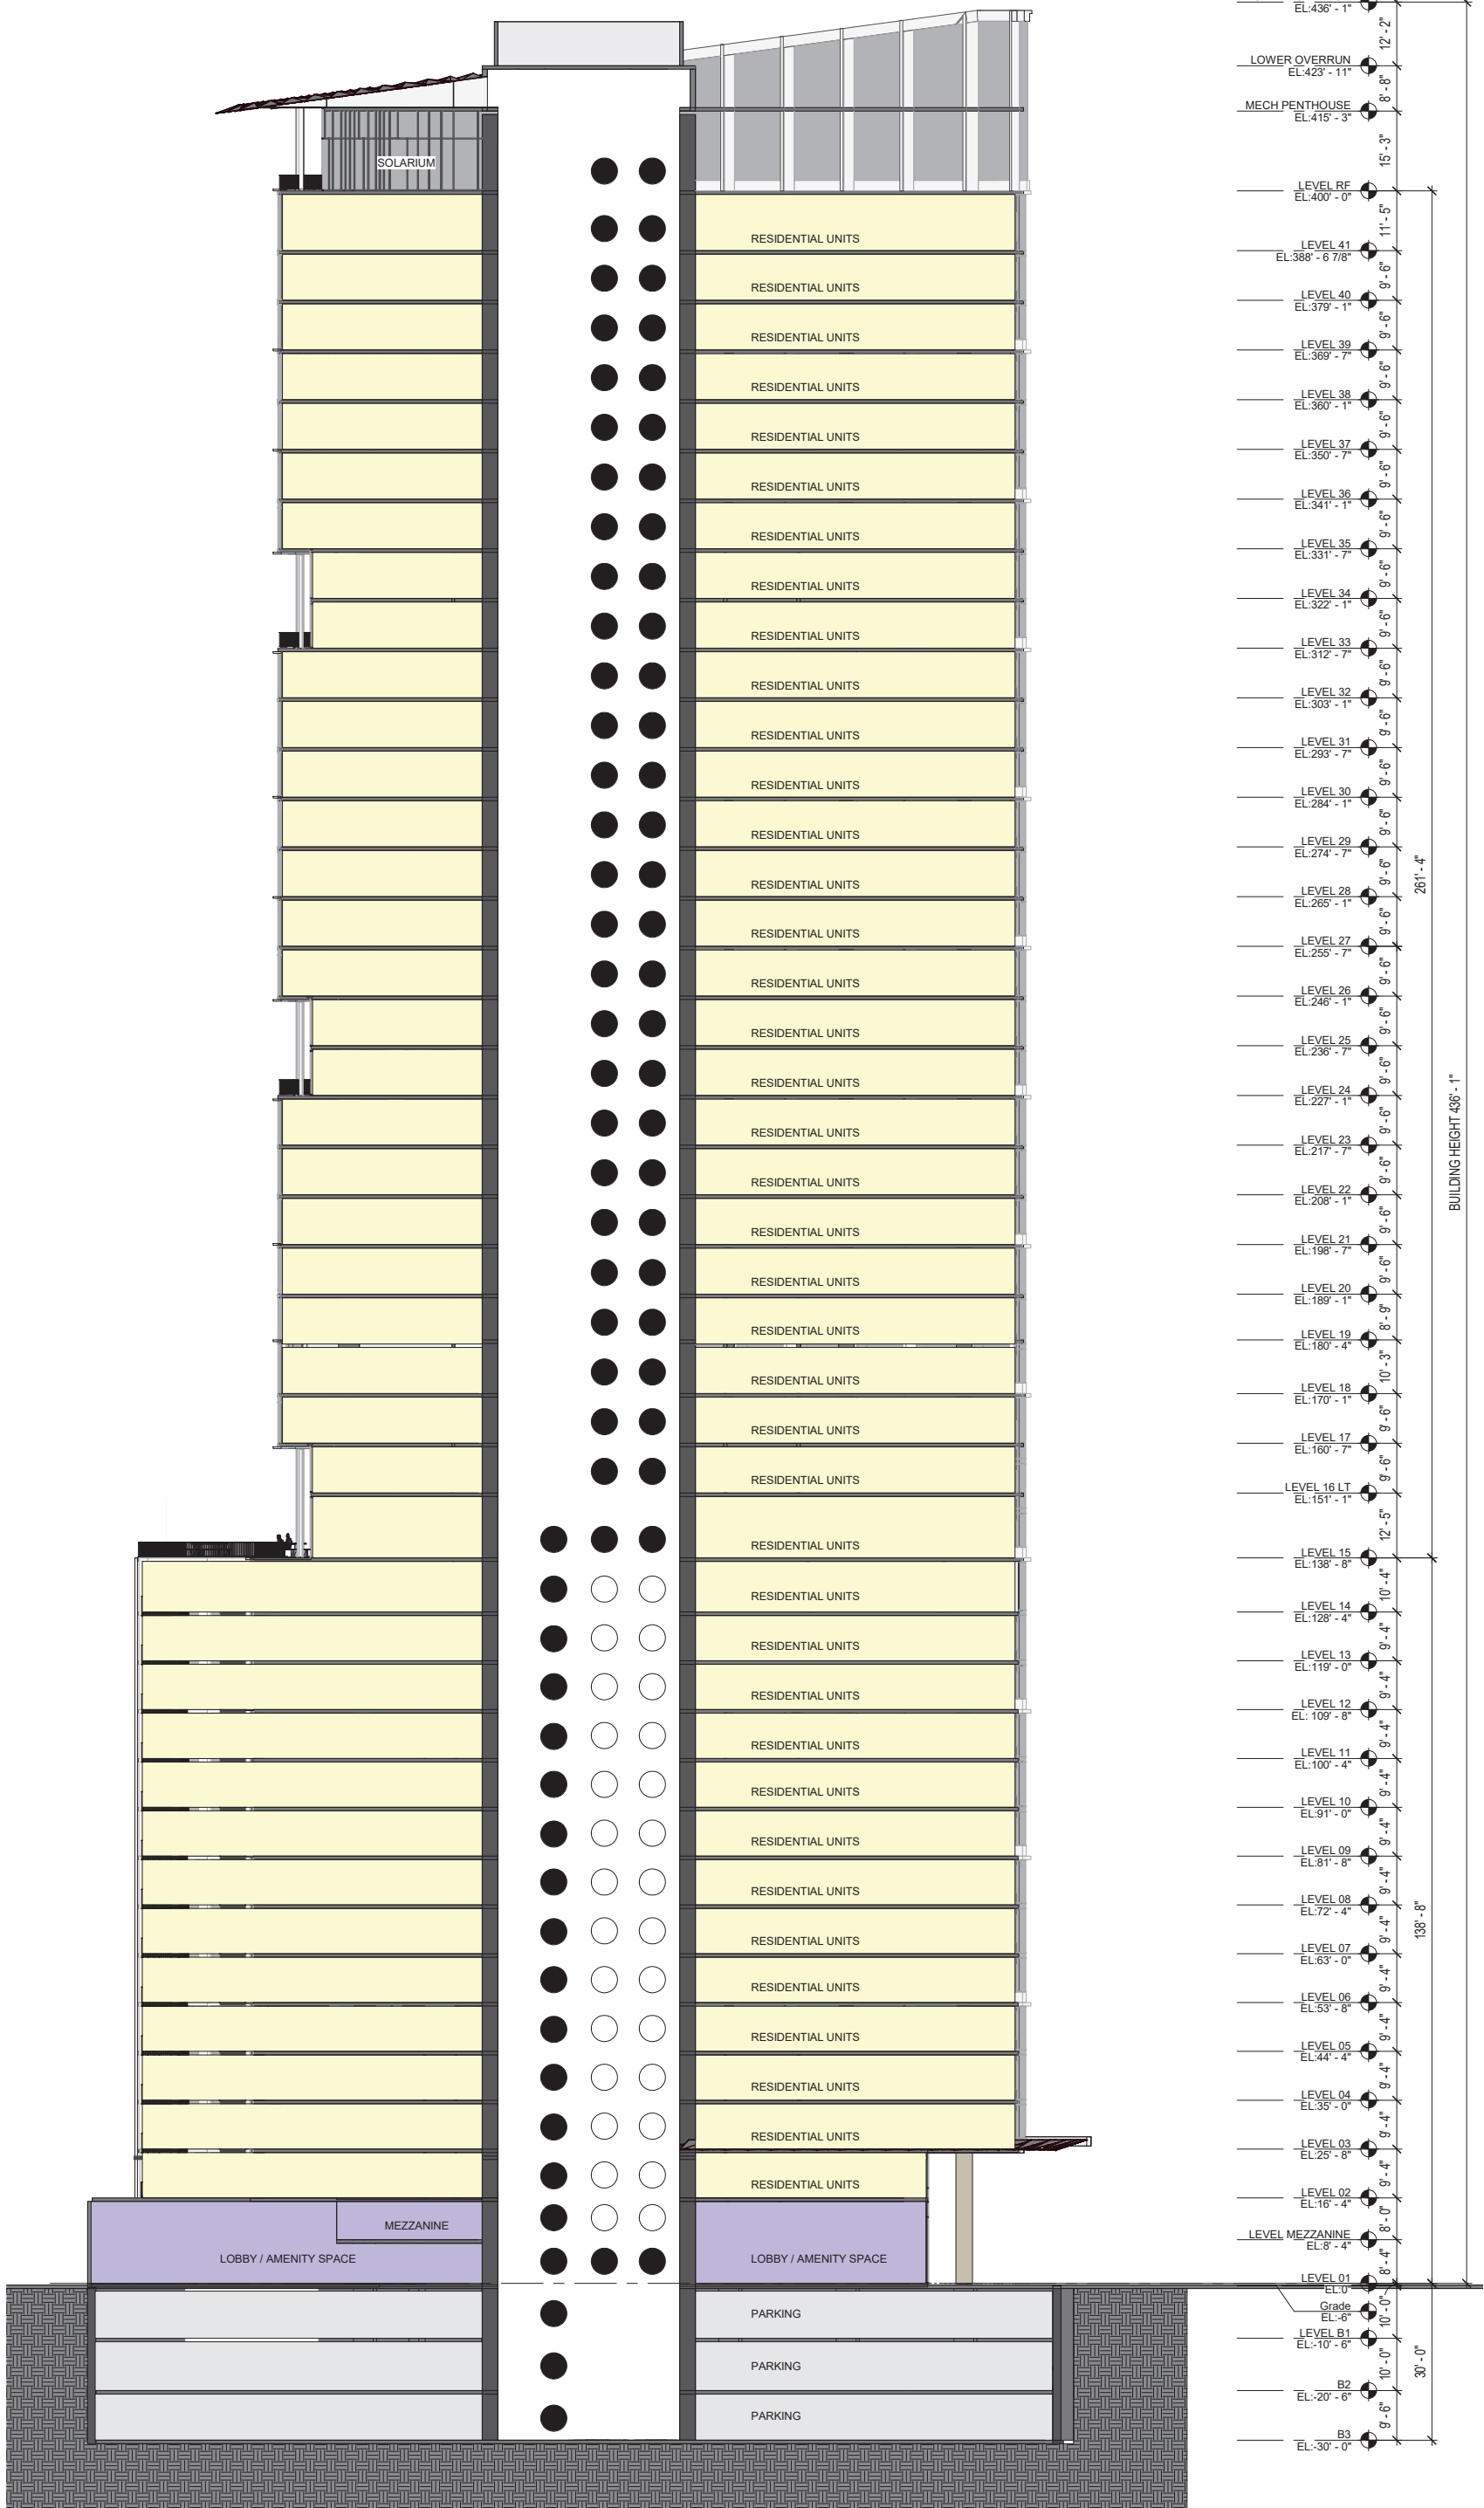 EL:436' - 1"
12' - 2"
LOWER OVERRUN
EL:423' - 11"
8' - 8"
MECH PENTHOUSE
EL:415' - 3"
SOLARIUM
15' - 3"
LEVEL RF
EL:400' - 0"
RESIDENTIAL UNITS
11' - 5"
LEVEL 41
EL:388' - 6 7/8"
RESIDENTIAL UNITS
9' - 6"
LEVEL 40
EL:379' - 1"
RESIDENTIAL UNITS
9' - 6"
LEVEL 39
EL:369' - 7"
RESIDENTIAL UNITS
9' - 6"
LEVEL 38
EL:360' - 1"
RESIDENTIAL UNITS
9' - 6"
LEVEL 37
EL:350' - 7"
RESIDENTIAL UNITS
9' - 6"
LEVEL 36
EL:341' - 1"
RESIDENTIAL UNITS
9' - 6"
LEVEL 35
EL:331' - 7"
RESIDENTIAL UNITS
9' - 6"
LEVEL 34
EL:322' - 1"
RESIDENTIAL UNITS
9' - 6"
LEVEL 33
EL:312' - 7"
RESIDENTIAL UNITS
9' - 6"
LEVEL 32
EL:303' - 1"
RESIDENTIAL UNITS
9' - 6"
LEVEL 31
EL:293' - 7"
RESIDENTIAL UNITS
9' - 6"
LEVEL 30
EL:284' - 1"
RESIDENTIAL UNITS
9' - 6"
LEVEL 29
EL:274' - 7"
RESIDENTIAL UNITS
9' - 6"
261' - 4"
LEVEL 28
EL:265' - 1"
RESIDENTIAL UNITS
9' - 6"
LEVEL 27
EL:255' - 7"
RESIDENTIAL UNITS
9' - 6"
LEVEL 26
EL:246' - 1"
RESIDENTIAL UNITS
9' - 6"
LEVEL 25
EL:236' - 7"
RESIDENTIAL UNITS
9' - 6"
LEVEL 24
EL:227' - 1"
RESIDENTIAL UNITS
9' - 6"
BUILDING HEIGHT 436' - 1"
LEVEL 23
EL:217' - 7"
RESIDENTIAL UNITS
9' - 6"
LEVEL 22
EL:208' - 1"
RESIDENTIAL UNITS
9' - 6"
LEVEL 21
EL:198' - 7"
RESIDENTIAL UNITS
9' - 6"
LEVEL 20
EL:189' - 1"
RESIDENTIAL UNITS
8' - 9"
LEVEL 19
EL:180' - 4"
RESIDENTIAL UNITS
10' - 3"
LEVEL 18
EL:170' - 1"
RESIDENTIAL UNITS
9' - 6"
LEVEL 17
EL:160' - 7"
RESIDENTIAL UNITS
9' - 6"
LEVEL 16 LT
EL:151' - 1"
RESIDENTIAL UNITS
12' - 5"
LEVEL 15
EL:138' - 8"
RESIDENTIAL UNITS
10' - 4"
LEVEL 14
EL:128' - 4"
RESIDENTIAL UNITS
9' - 4"
LEVEL 13
EL:119' - 0"
RESIDENTIAL UNITS
9' - 4"
LEVEL 12
EL: 109' - 8"
RESIDENTIAL UNITS
9' - 4"
LEVEL 11
EL:100' - 4"
RESIDENTIAL UNITS
9' - 4"
LEVEL 10
EL:91' - 0"
RESIDENTIAL UNITS
9' - 4"
LEVEL 09
EL:81' - 8"
RESIDENTIAL UNITS
9' - 4"
LEVEL 08
EL:72' - 4"
138' - 8"
RESIDENTIAL UNITS
9' - 4"
LEVEL 07
EL:63' - 0"
RESIDENTIAL UNITS
9' - 4"
LEVEL 06
EL:53' - 8"
RESIDENTIAL UNITS
9' - 4"
LEVEL 05
EL:44' - 4"
RESIDENTIAL UNITS
9' - 4"
LEVEL 04
EL:35' - 0"
RESIDENTIAL UNITS
9' - 4"
LEVEL 03
EL:25' - 8"
RESIDENTIAL UNITS
9' - 4"
LEVEL 02
EL:16' - 4"
MEZZANINE
8' - 0"
LEVEL MEZZANINE
EL:8' - 4"
LOBBY / AMENITY SPACE
LOBBY / AMENITY SPACE
8' - 4"
LEVEL 01
EL:0"
Grade
EL:-6"
PARKING
10' - 0"
LEVEL B1
EL:-10' - 6"
PARKING
10' - 0"
30' - 0"
B2
EL:-20' - 6"
PARKING
9' - 6"
B3
EL:-30' - 0"